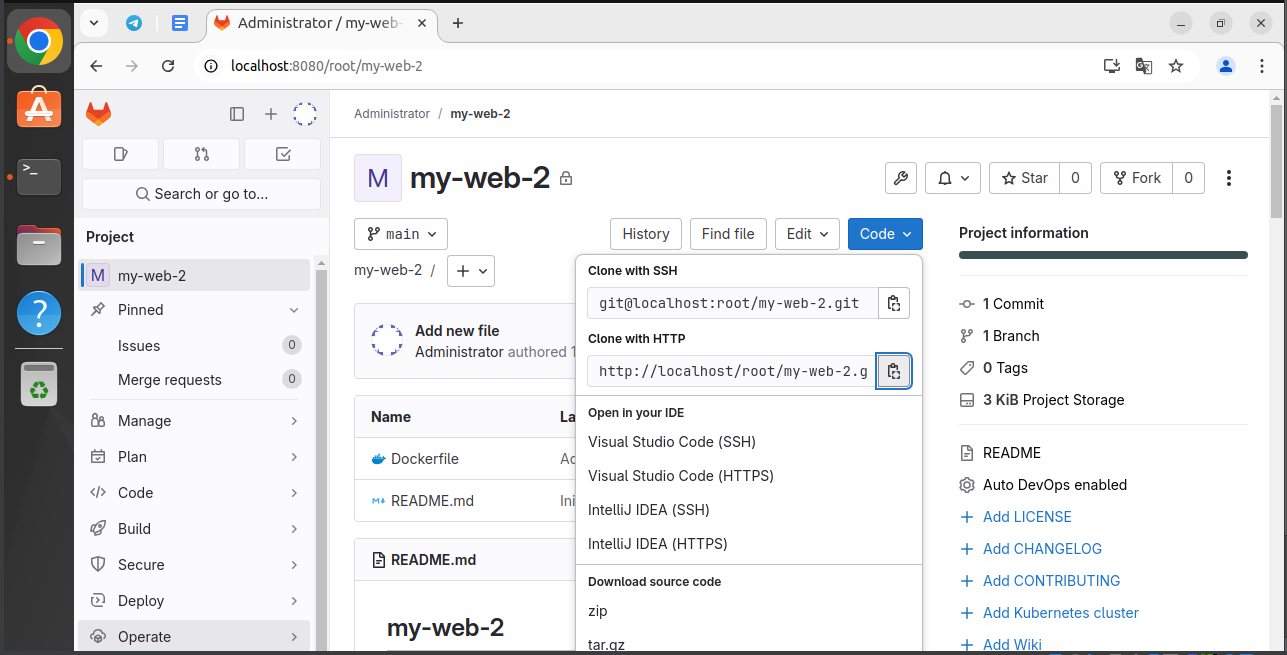 Administrator / my-web-
localhost:8080/root/my-web-2
Search or go to...
Project
M my-web-2
Pinned
Issues 0
Merge requests 0
Manage
Plan
Code
Build
Secure
Deploy
Operate
Administrator / my-web-2
M my-web-2
Star 0
Fork 0
main
History
Find file
Edit
Code
my-web-2 /
Add new file
Administrator authored 1
Name La
Dockerfile
README.md Ini
README.md
my-web-2
Clone with SSH
git@localhost:root/my-web-2.git
Clone with HTTP
http://localhost/root/my-web-2.g
Open in your IDE
Visual Studio Code (SSH)
Visual Studio Code (HTTPS)
IntelliJ IDEA (SSH)
IntelliJ IDEA (HTTPS)
Download source code
zip
tar.gz
Project information
1 Commit
1 Branch
0 Tags
3 KiB Project Storage
README
Auto DevOps enabled
Add LICENSE
Add CHANGELOG
Add CONTRIBUTING
Add Kubernetes cluster
Add Wiki